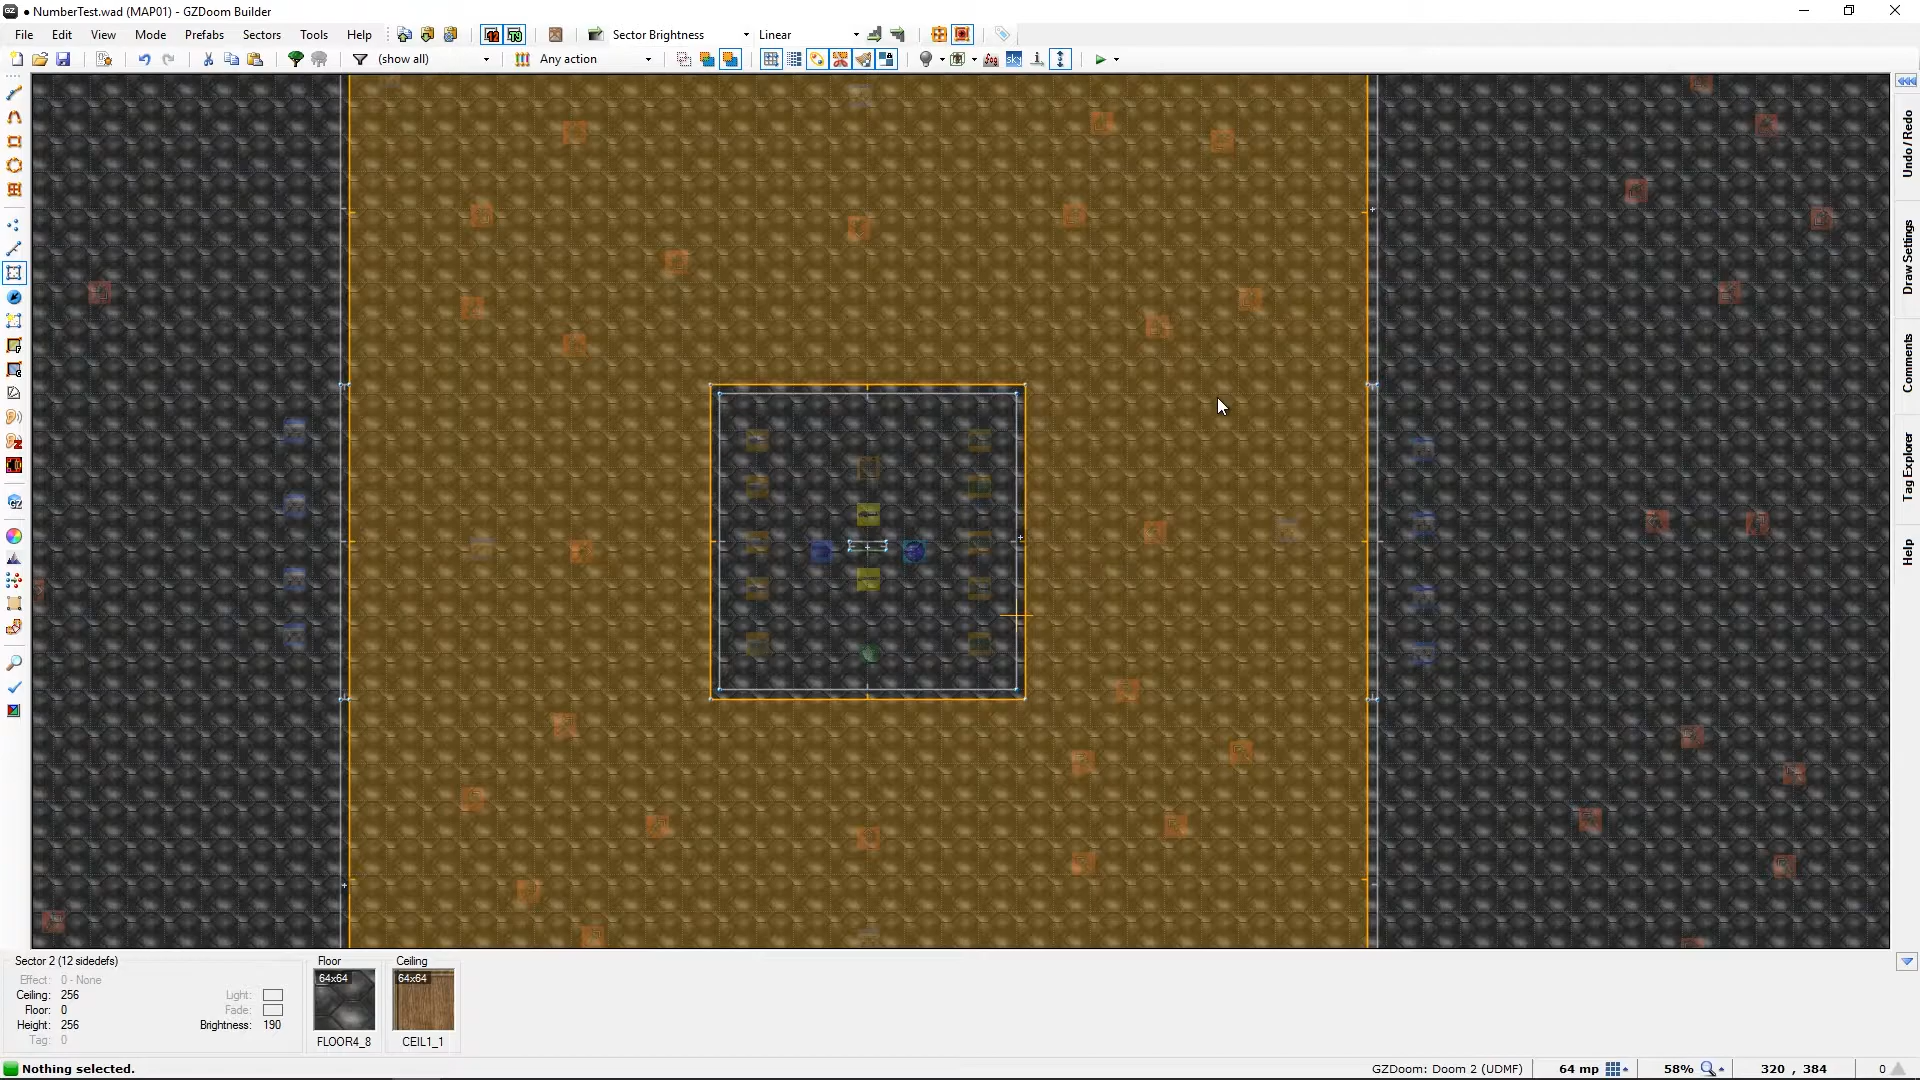 NumberTest.wad (MAP01) - GZDoom Builder
File Edit View Mode Prefabs Sectors Tools Help Sector Brightness Linear
(show all) Any action
Undo/Redo
Draw Settings
Comments
Tag Explorer
Help
Sector 2 (12 sidedefs)
Effect: 0 - None
Ceiling: 256 Light:
Floor: 0 Fade:
Height: 256 Brightness: 190
Tag: 0
Floor
64x64
FLOOR4_8
Ceiling
64x64
CEIL1_1
Nothing selected. GZDoom: Doom 2 (UDMF) 64 mp 58% 320 , 384 0